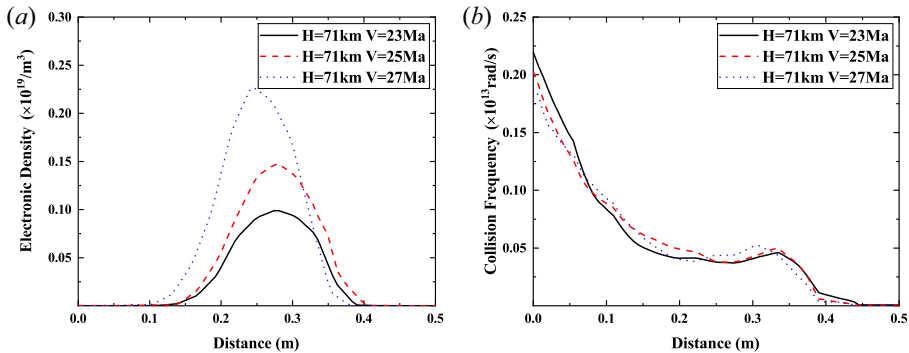 (a)
H=71km V=23Ma
H=71km V=25Ma
H=71km V=27Ma
Electronic Density (×10¹⁹/m³)
0.30
0.25
0.20
0.15
0.10
0.05
0.0 0.1 0.2 0.3 0.4 0.5
Distance (m)
(b)
H=71km V=23Ma
H=71km V=25Ma
H=71km V=27Ma
Collision Frequency (×10¹³rad/s)
0.20
0.15
0.10
0.05
0.0 0.1 0.2 0.3 0.4 0.5
Distance (m)